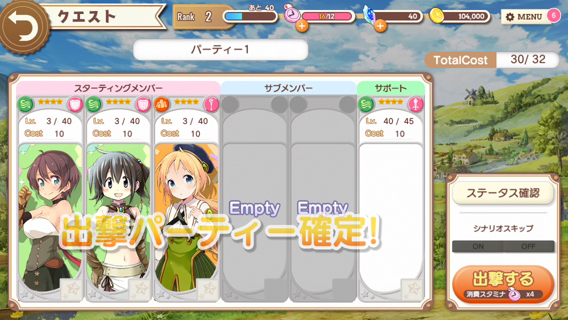 クエスト
Rank 2
あと 40
16/12
40
104,000
MENU 6
パーティー1
TotalCost 30/ 32
スターティングメンバー
サブメンバー
サポート
Lv. 3 / 40
Cost 10
Lv. 3 / 40
Cost 10
Lv. 3 / 40
Cost 10
Lv. 40 / 45
Cost 10
Empty
Empty
出撃パーティー確定!
ステータス確認
シナリオスキップ
ON OFF
出撃する
消費スタミナ x4